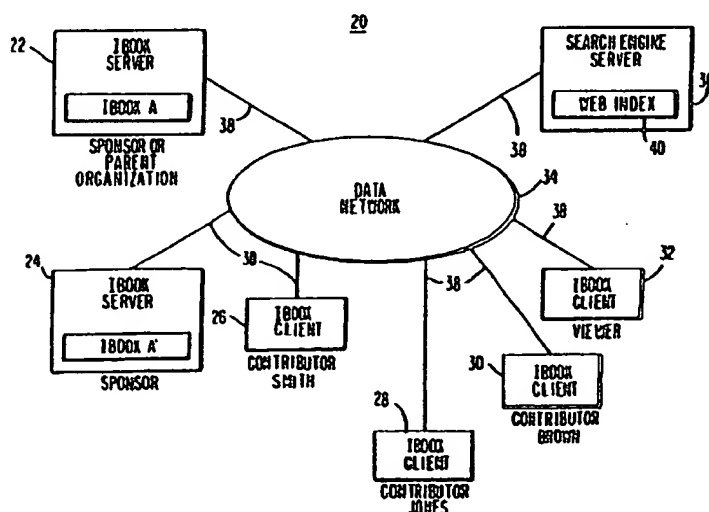 20
22
IBOOK
SERVER
IBOOK A
SPONSOR OR
PARENT
ORGANIZATION
38
SEARCH ENGINE
SERVER
WEB INDEX
40
38
DATA
NETWORK
34
38
32
IBOOK
CLIENT
VIEWER
24
IBOOK
SERVER
IBOOK A'
SPONSOR
38
26
IBOOK
CLIENT
CONTRIBUTOR
SMITH
38
30
IBOOK
CLIENT
CONTRIBUTOR
BROWN
28
IBOOK
CLIENT
CONTRIBUTOR
JONES